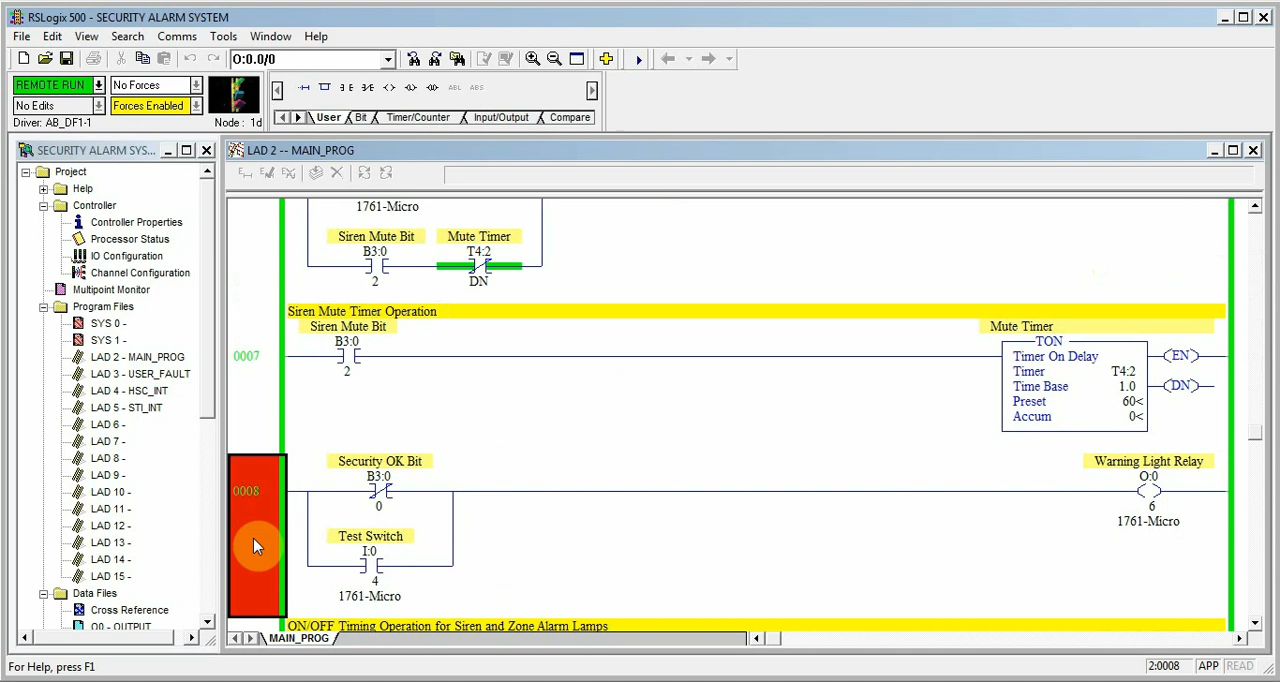 RSLogix 500 - SECURITY ALARM SYSTEM
File Edit View Search Comms Tools Window Help
O:0.0/0
REMOTE RUN No Forces
No Edits Forces Enabled
Driver: AB_DF1-1 Node : 1d
ABL ABS
User Bit Timer/Counter Input/Output Compare
SECURITY ALARM SYS...
Project
Help
Controller
Controller Properties
Processor Status
IO Configuration
Channel Configuration
Multipoint Monitor
Program Files
SYS 0 -
SYS 1 -
LAD 2 - MAIN_PROG
LAD 3 - USER_FAULT
LAD 4 - HSC_INT
LAD 5 - STI_INT
LAD 6 -
LAD 7 -
LAD 8 -
LAD 9 -
LAD 10 -
LAD 11 -
LAD 12 -
LAD 13 -
LAD 14 -
LAD 15 -
Data Files
Cross Reference
O0 - OUTPUT
LAD 2 -- MAIN_PROG
1761-Micro
Siren Mute Bit Mute Timer
B3:0 T4:2
2 DN
Siren Mute Timer Operation
Siren Mute Bit Mute Timer
B3:0 TON
0007 Timer On Delay EN
2 Timer T4:2
Time Base 1.0 DN
Preset 60<
Accum 0<
Security OK Bit Warning Light Relay
B3:0 O:0
0008
0 6
1761-Micro
Test Switch
I:0
4
1761-Micro
ON/OFF Timing Operation for Siren and Zone Alarm Lamps
MAIN_PROG
For Help, press F1 2:0008 APP READ